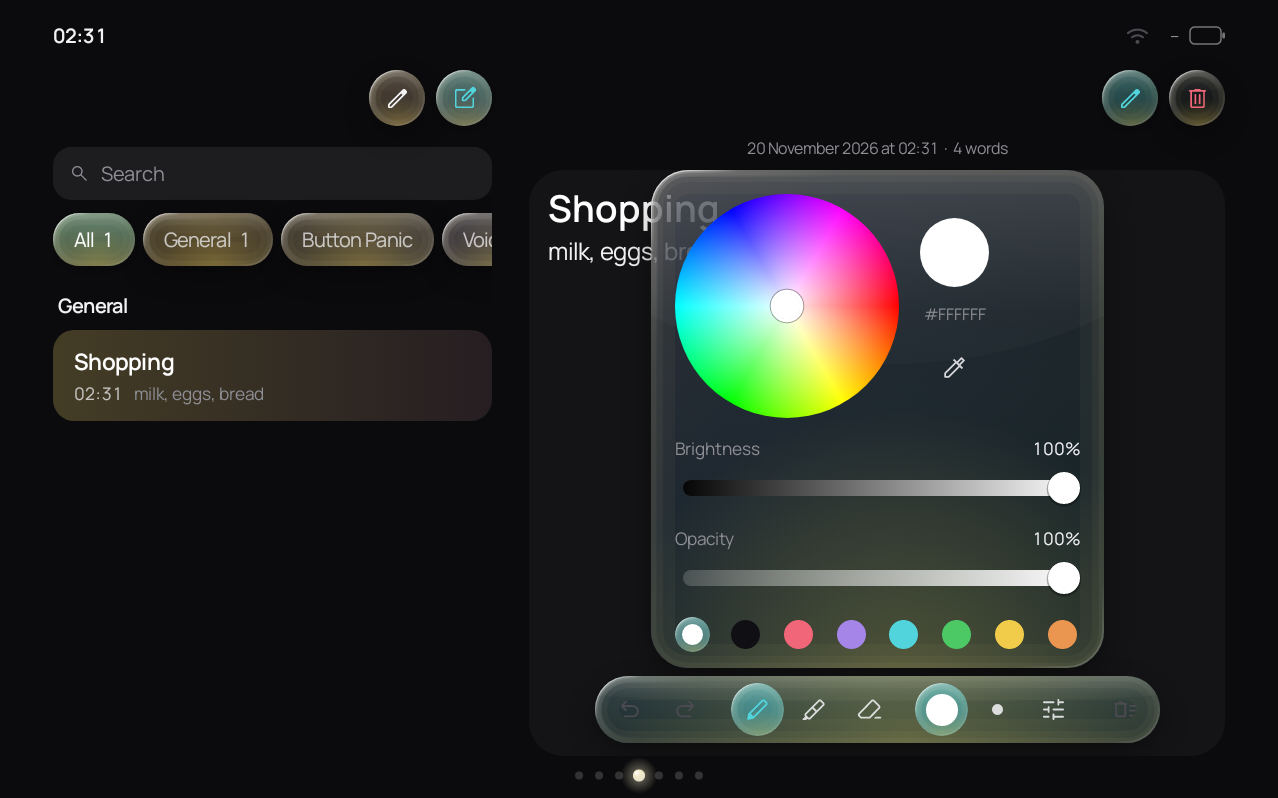 02:31
Search
All 1
General 1
Button Panic
General
Shopping
02:31 milk, eggs, bread
20 November 2026 at 02:31 · 4 words
Shopping
milk, eggs,
#FFFFFF
Brightness 100%
Opacity 100%